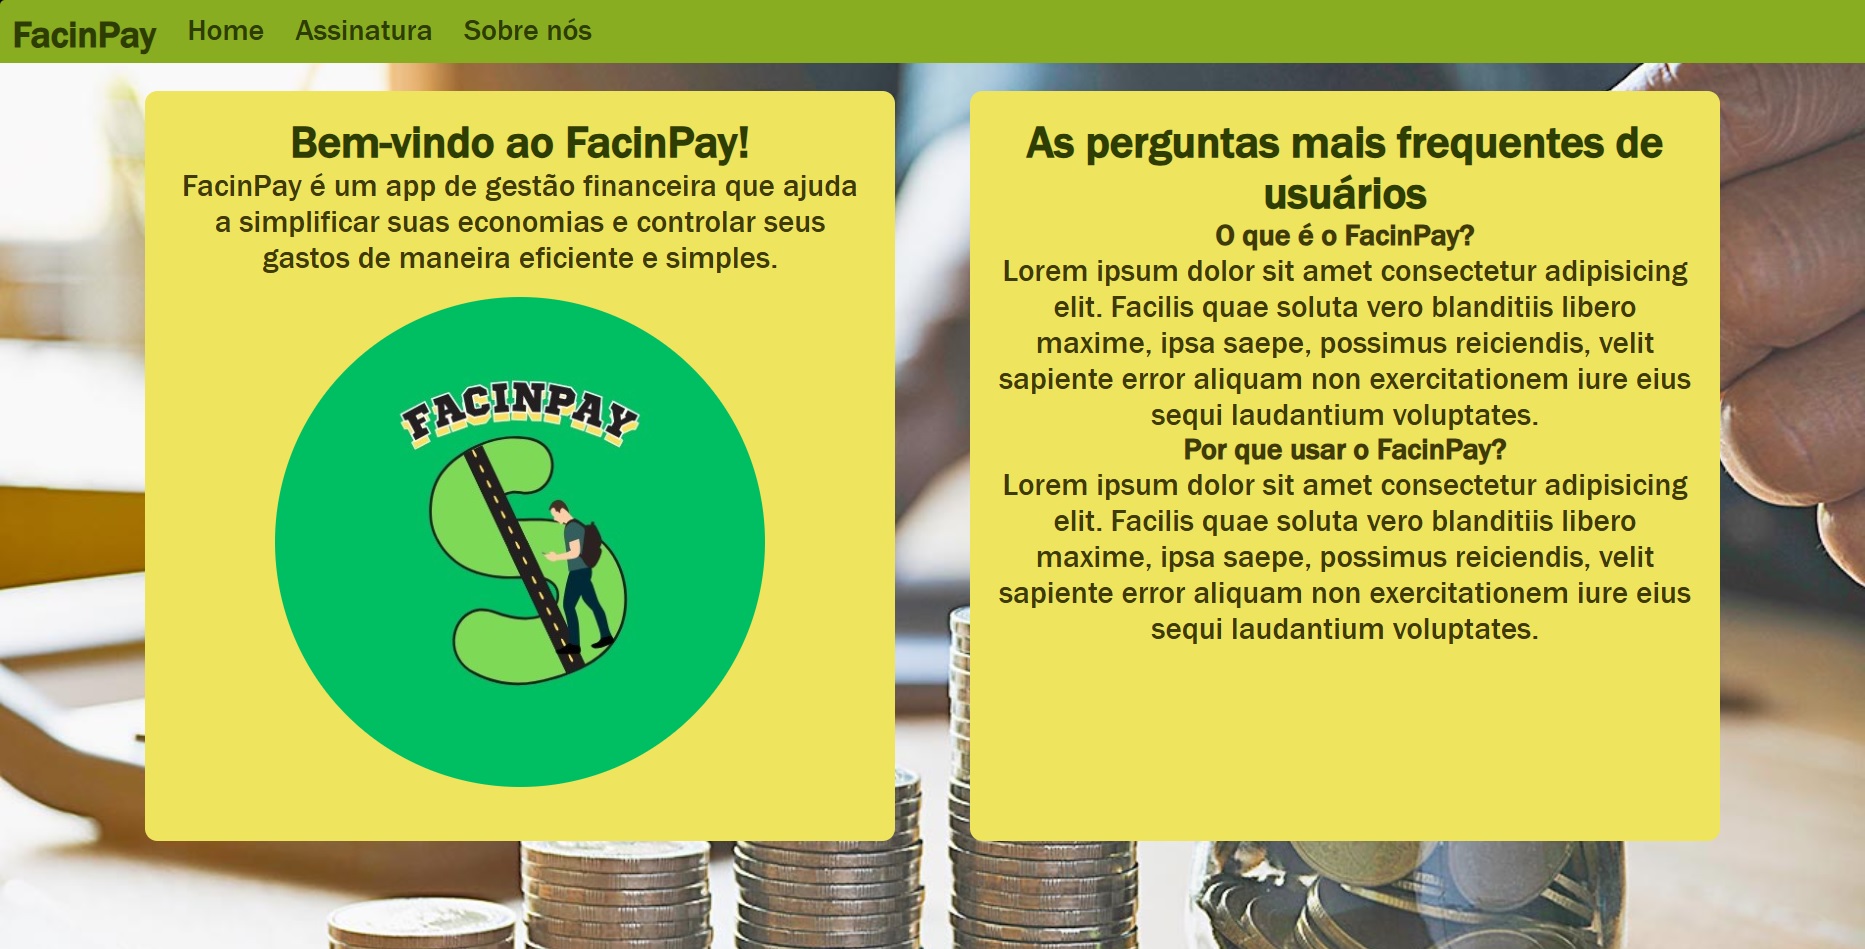 FacinPay Home Assinatura Sobre nós
Bem-vindo ao FacinPay!
FacinPay é um app de gestão financeira que ajuda
a simplificar suas economias e controlar seus
gastos de maneira eficiente e simples.
FACINPAY
As perguntas mais frequentes de
usuários
O que é o FacinPay?
Lorem ipsum dolor sit amet consectetur adipisicing
elit. Facilis quae soluta vero blanditiis libero
maxime, ipsa saepe, possimus reiciendis, velit
sapiente error aliquam non exercitationem iure eius
sequi laudantium voluptates.
Por que usar o FacinPay?
Lorem ipsum dolor sit amet consectetur adipisicing
elit. Facilis quae soluta vero blanditiis libero
maxime, ipsa saepe, possimus reiciendis, velit
sapiente error aliquam non exercitationem iure eius
sequi laudantium voluptates.